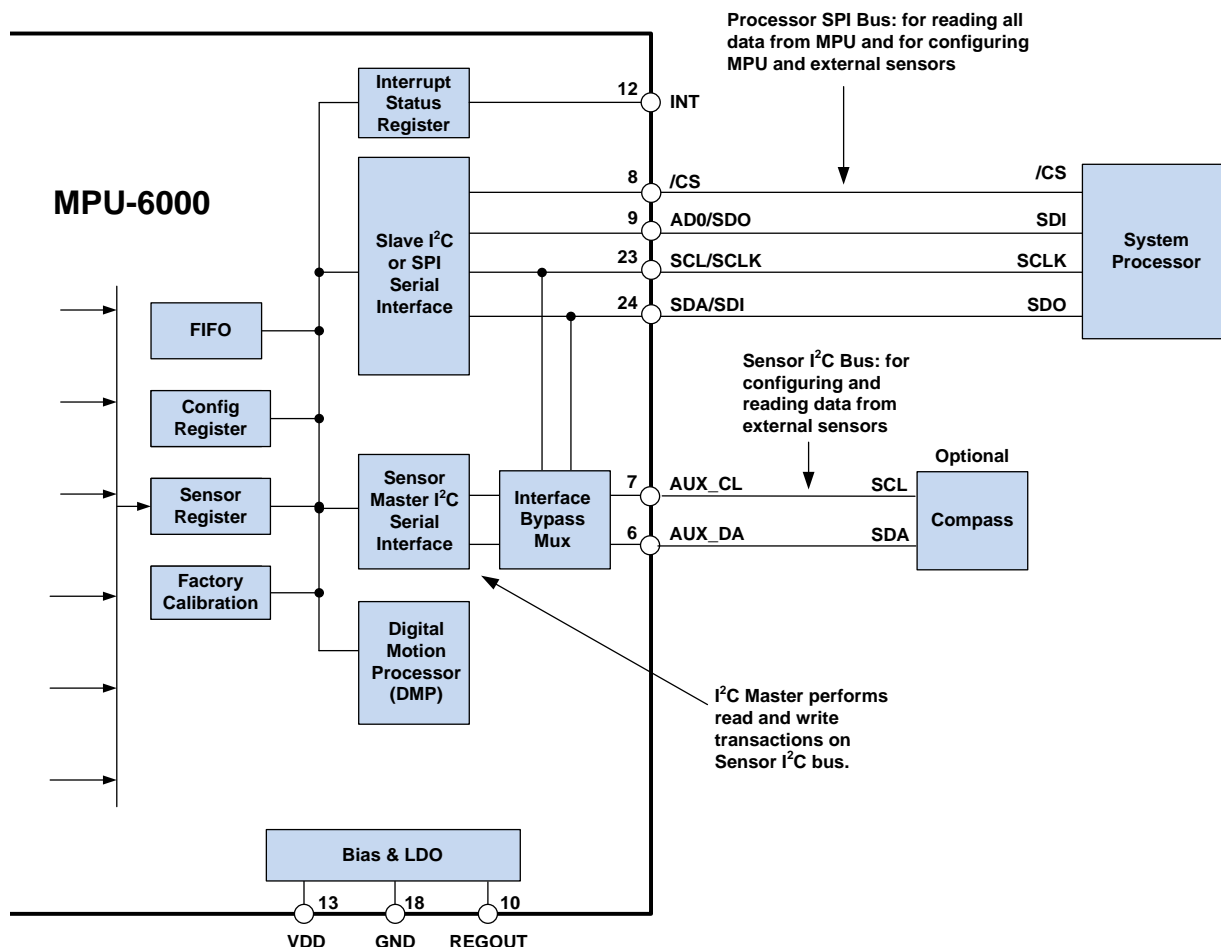 Processor SPI Bus: for reading all
data from MPU and for configuring
MPU and external sensors
Interrupt
Status
Register
12
INT
MPU-6000
Slave I²C
or SPI
Serial
Interface
8
/CS
/CS
9
AD0/SDO
SDI
23
SCL/SCLK
SCLK
24
SDA/SDI
SDO
System
Processor
FIFO
Config
Register
Sensor
Register
Factory
Calibration
Sensor I²C Bus: for
configuring and
reading data from
external sensors
Sensor
Master I²C
Serial
Interface
Interface
Bypass
Mux
7
AUX_CL
SCL
6
AUX_DA
SDA
Optional
Compass
Digital
Motion
Processor
(DMP)
I²C Master performs
read and write
transactions on
Sensor I²C bus.
Bias & LDO
13
18
10
VDD
GND
REGOUT